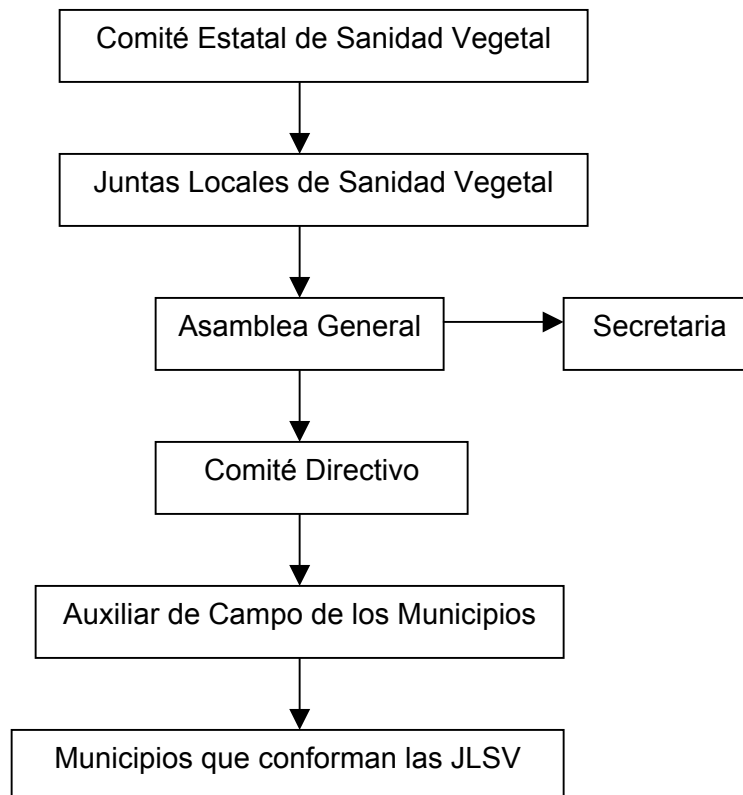 Comité Estatal de Sanidad Vegetal
Juntas Locales de Sanidad Vegetal
Asamblea General
Secretaria
Comité Directivo
Auxiliar de Campo de los Municipios
Municipios que conforman las JLSV